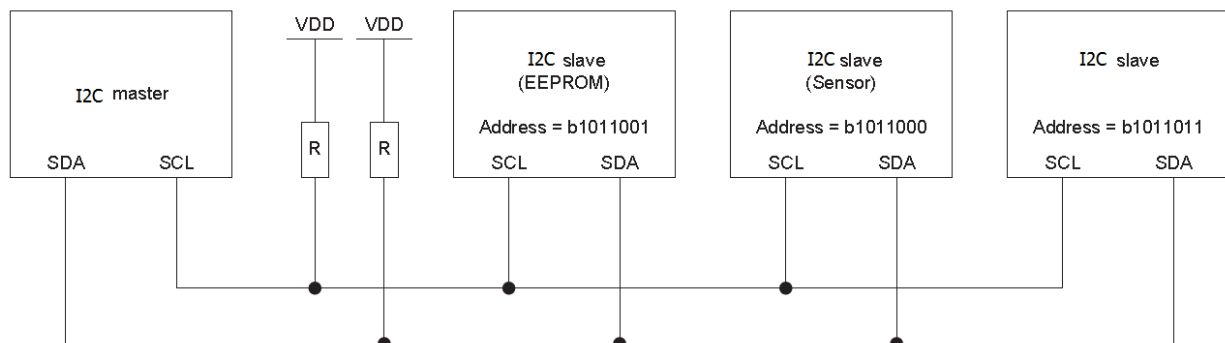 I2C master
SDA SCL
VDD VDD
R R
I2C slave
(EEPROM)
Address = b1011001
SCL SDA
I2C slave
(Sensor)
Address = b1011000
SCL SDA
I2C slave
Address = b1011011
SCL SDA